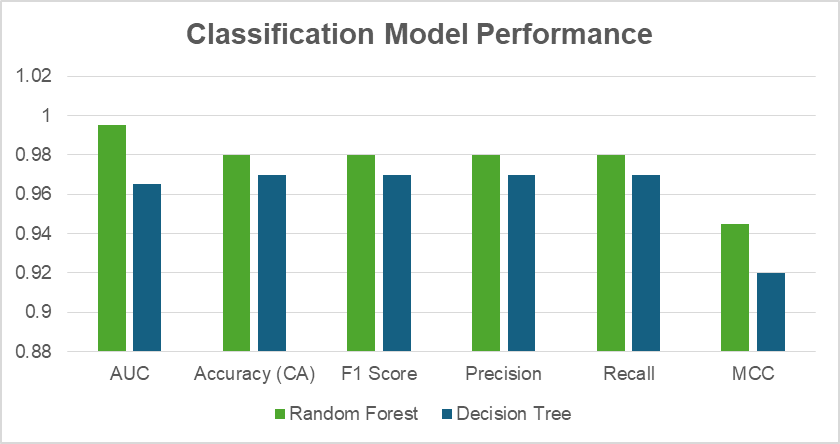 Classification Model Performance
1.02
1
0.98
0.96
0.94
0.92
0.9
0.88
AUC Accuracy (CA) F1 Score Precision Recall MCC
Random Forest Decision Tree